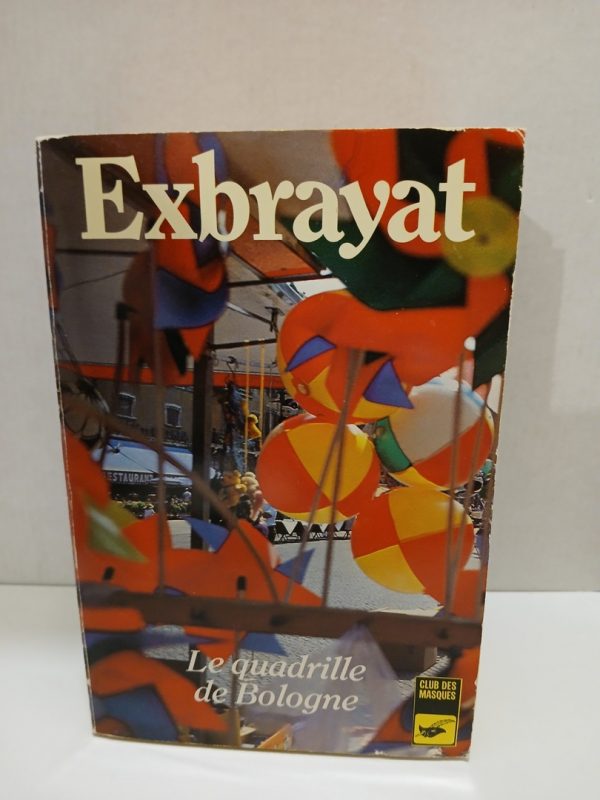 Exbrayat
RESTAURANT
Le quadrille
de Bologne
CLUB DES
MASQUES